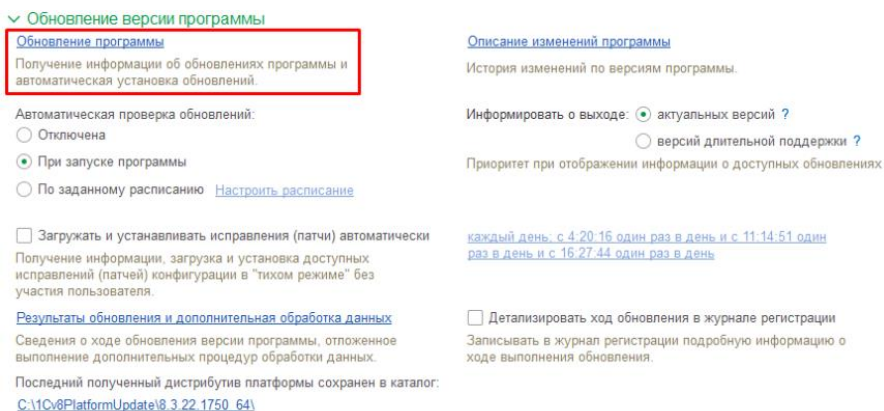 Обновление версии программы
Обновление программы
Получение информации об обновлениях программы и
автоматическая установка обновлений.
Описание изменений программы
История изменений по версиям программы.
Автоматическая проверка обновлений:
Отключена
При запуске программы
По заданному расписанию Настроить расписание
Информировать о выходе: актуальных версий ?
версий длительной поддержки ?
Приоритет при отображении информации о доступных обновлениях
Загружать и устанавливать исправления (патчи) автоматически
Получение информации, загрузка и установка доступных
исправлений (патчей) конфигурации в "тихом режиме" без
участия пользователя.
каждый день; с 4:20:16 один раз в день и с 11:14:51 один
раз в день и с 16:27:44 один раз в день
Результаты обновления и дополнительная обработка данных
Сведения о ходе обновления версии программы, отложенное
выполнение дополнительных процедур обработки данных.
Детализировать ход обновления в журнале регистрации
Записывать в журнал регистрации подробную информацию о
ходе выполнения обновления.
Последний полученный дистрибутив платформы сохранен в каталог:
C:\1Cv8PlatformUpdate\8.3.22.1750_64\